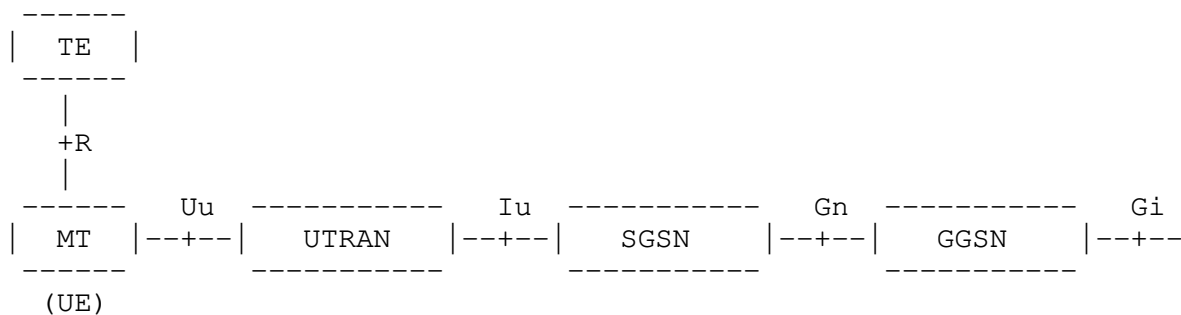 TE
+R
Uu Iu Gn Gi
MT UTRAN SGSN GGSN
(UE)